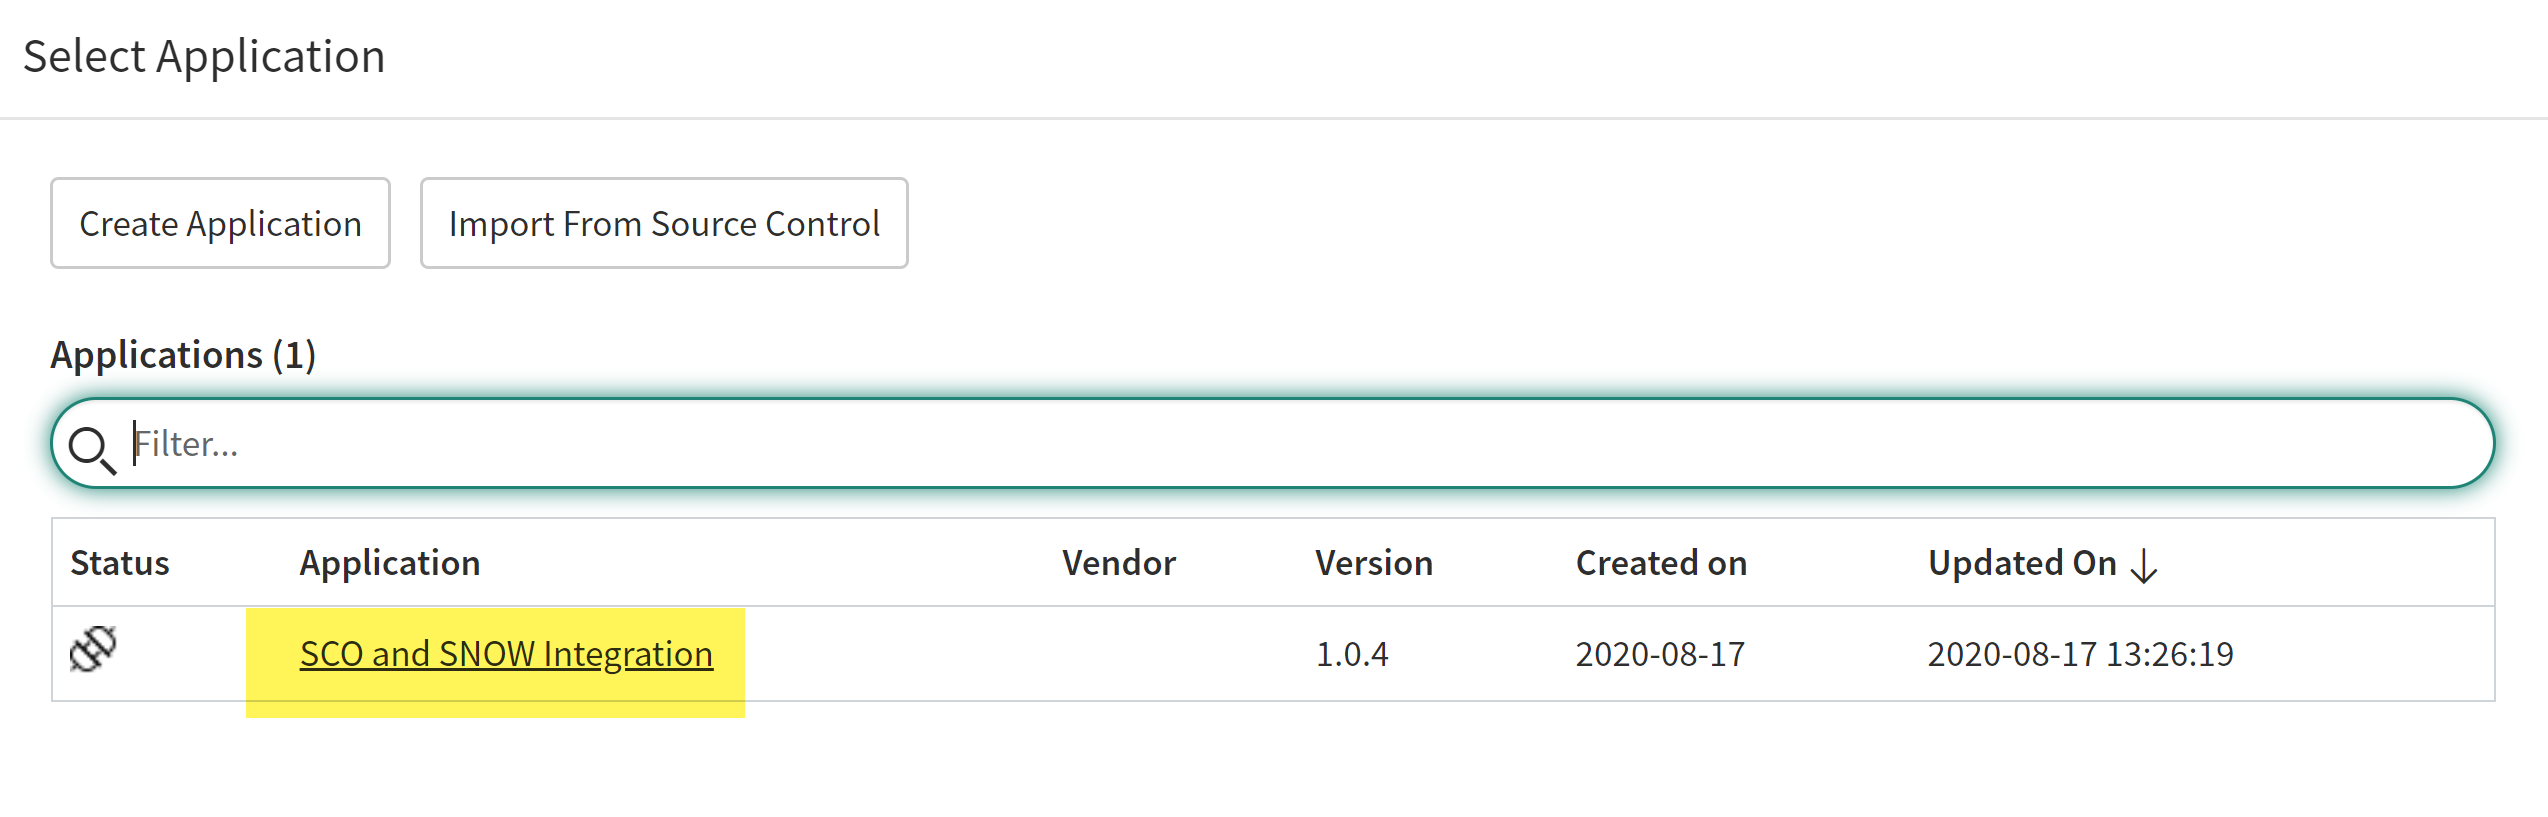 Select Application
Create Application Import From Source Control
Applications (1)
Filter...
Status Application Vendor Version Created on Updated On
SCO and SNOW Integration 1.0.4 2020-08-17 2020-08-17 13:26:19